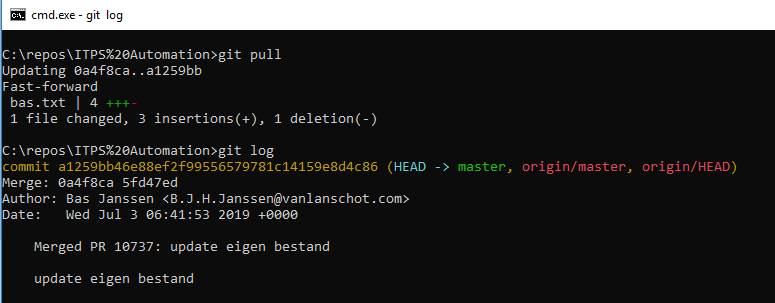 cmd.exe - git  log
C:\repos\ITPS%20Automation>git pull
Updating 0a4f8ca..a1259bb
Fast-forward
 bas.txt | 4 +++-
 1 file changed, 3 insertions(+), 1 deletion(-)
C:\repos\ITPS%20Automation>git log
commit a1259bb46e88ef2f99556579781c14159e8d4c86 (HEAD -> master, origin/master, origin/HEAD)
Merge: 0a4f8ca 5fd47ed
Author: Bas Janssen <B.J.H.Janssen@vanlanschot.com>
Date:   Wed Jul 3 06:41:53 2019 +0000
    Merged PR 10737: update eigen bestand
    update eigen bestand